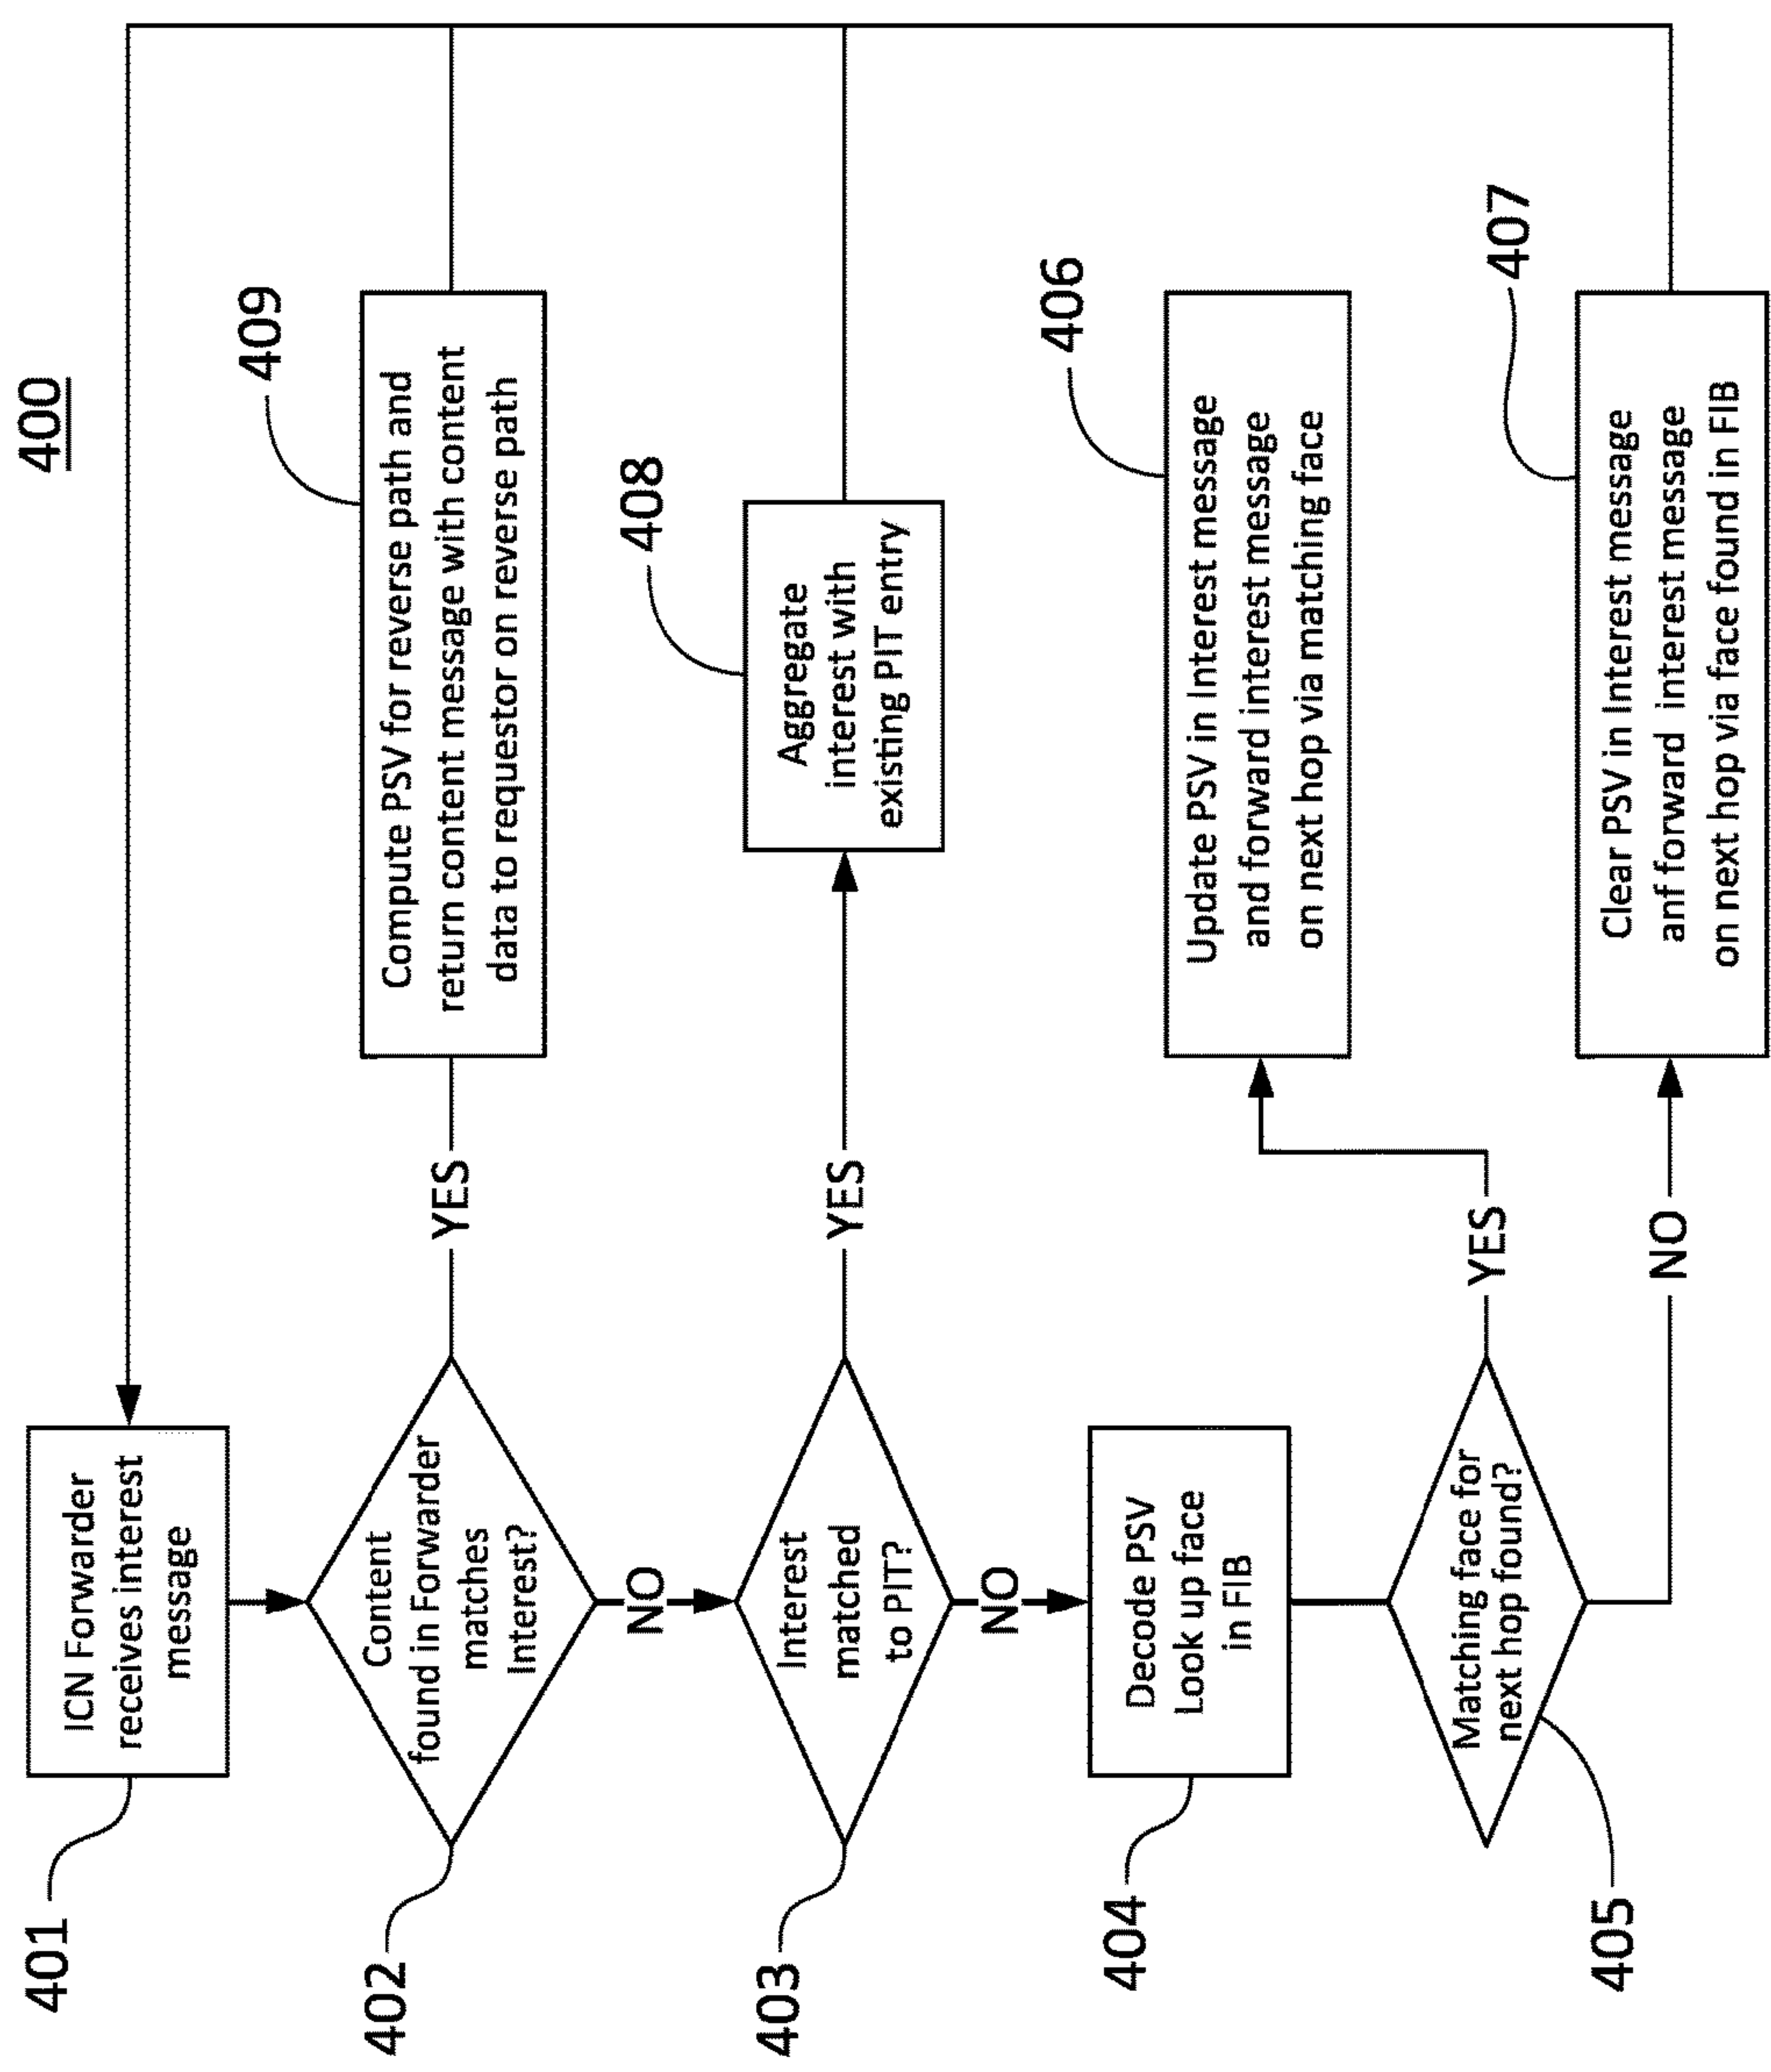 400
401
ICN Forwarder
receives interest
message
402
Content
found in Forwarder
matches
Interest?
YES
409
Compute PSV for reverse path and
return content message with content
data to requestor on reverse path
NO
403
Interest
matched
to PIT?
YES
408
Aggregate
interest with
existing PIT entry
NO
404
Decode PSV
Look up face
in FIB
405
Matching face for
next hop found?
YES
406
Update PSV in Interest message
and forward interest message
on next hop via matching face
NO
407
Clear PSV in Interest message
anf forward interest message
on next hop via face found in FIB